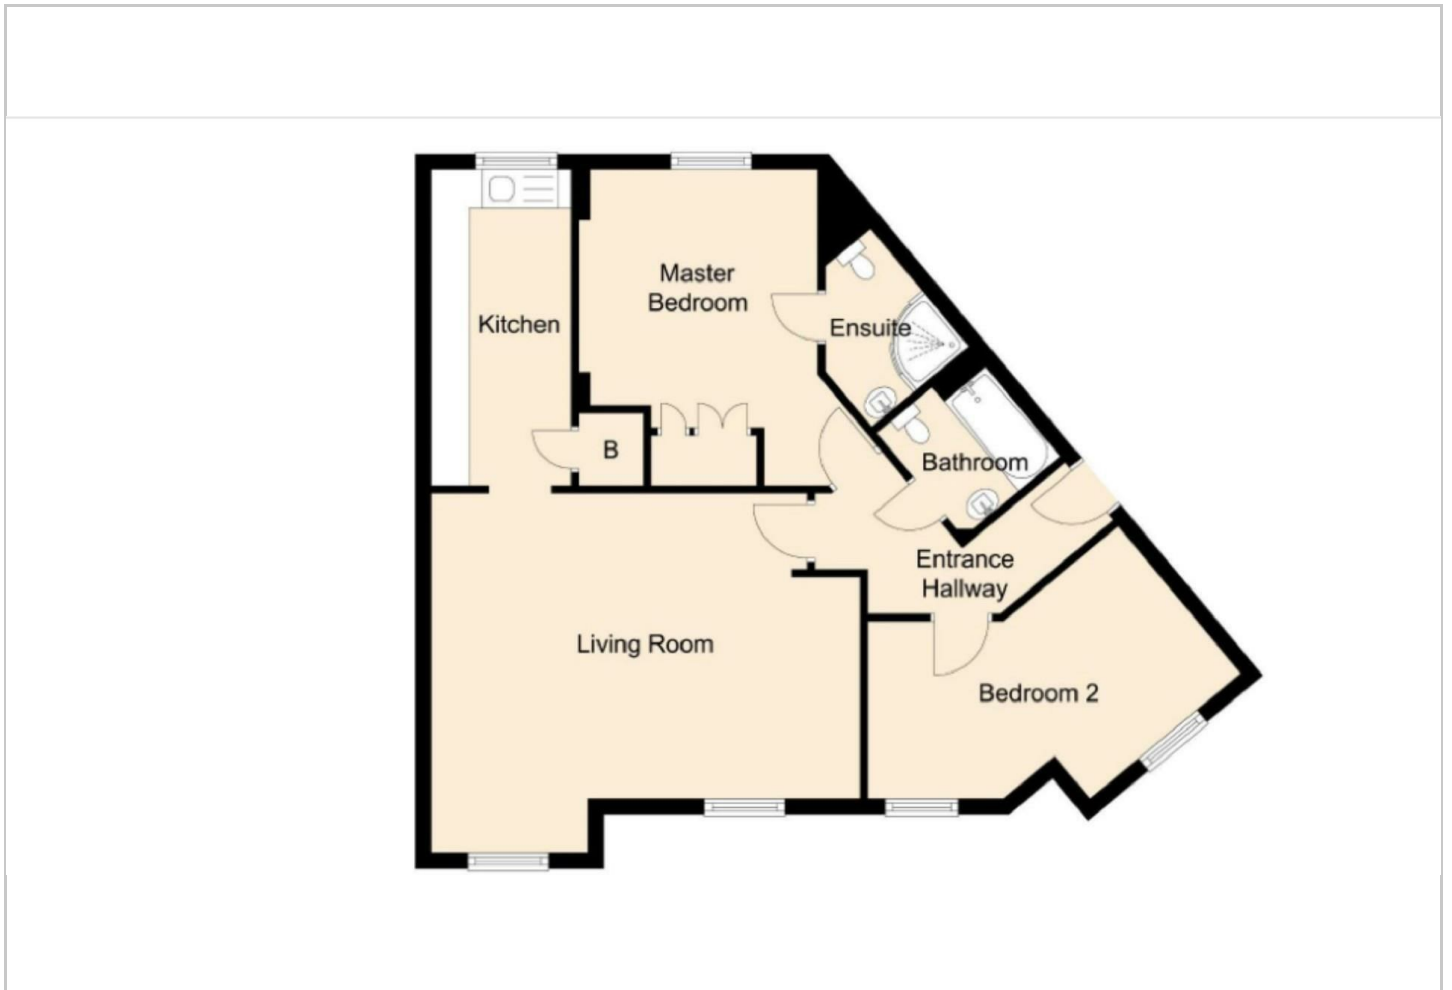 Master
Bedroom
Kitchen
Ensuite
B
Bathroom
Entrance
Hallway
Living Room
Bedroom 2